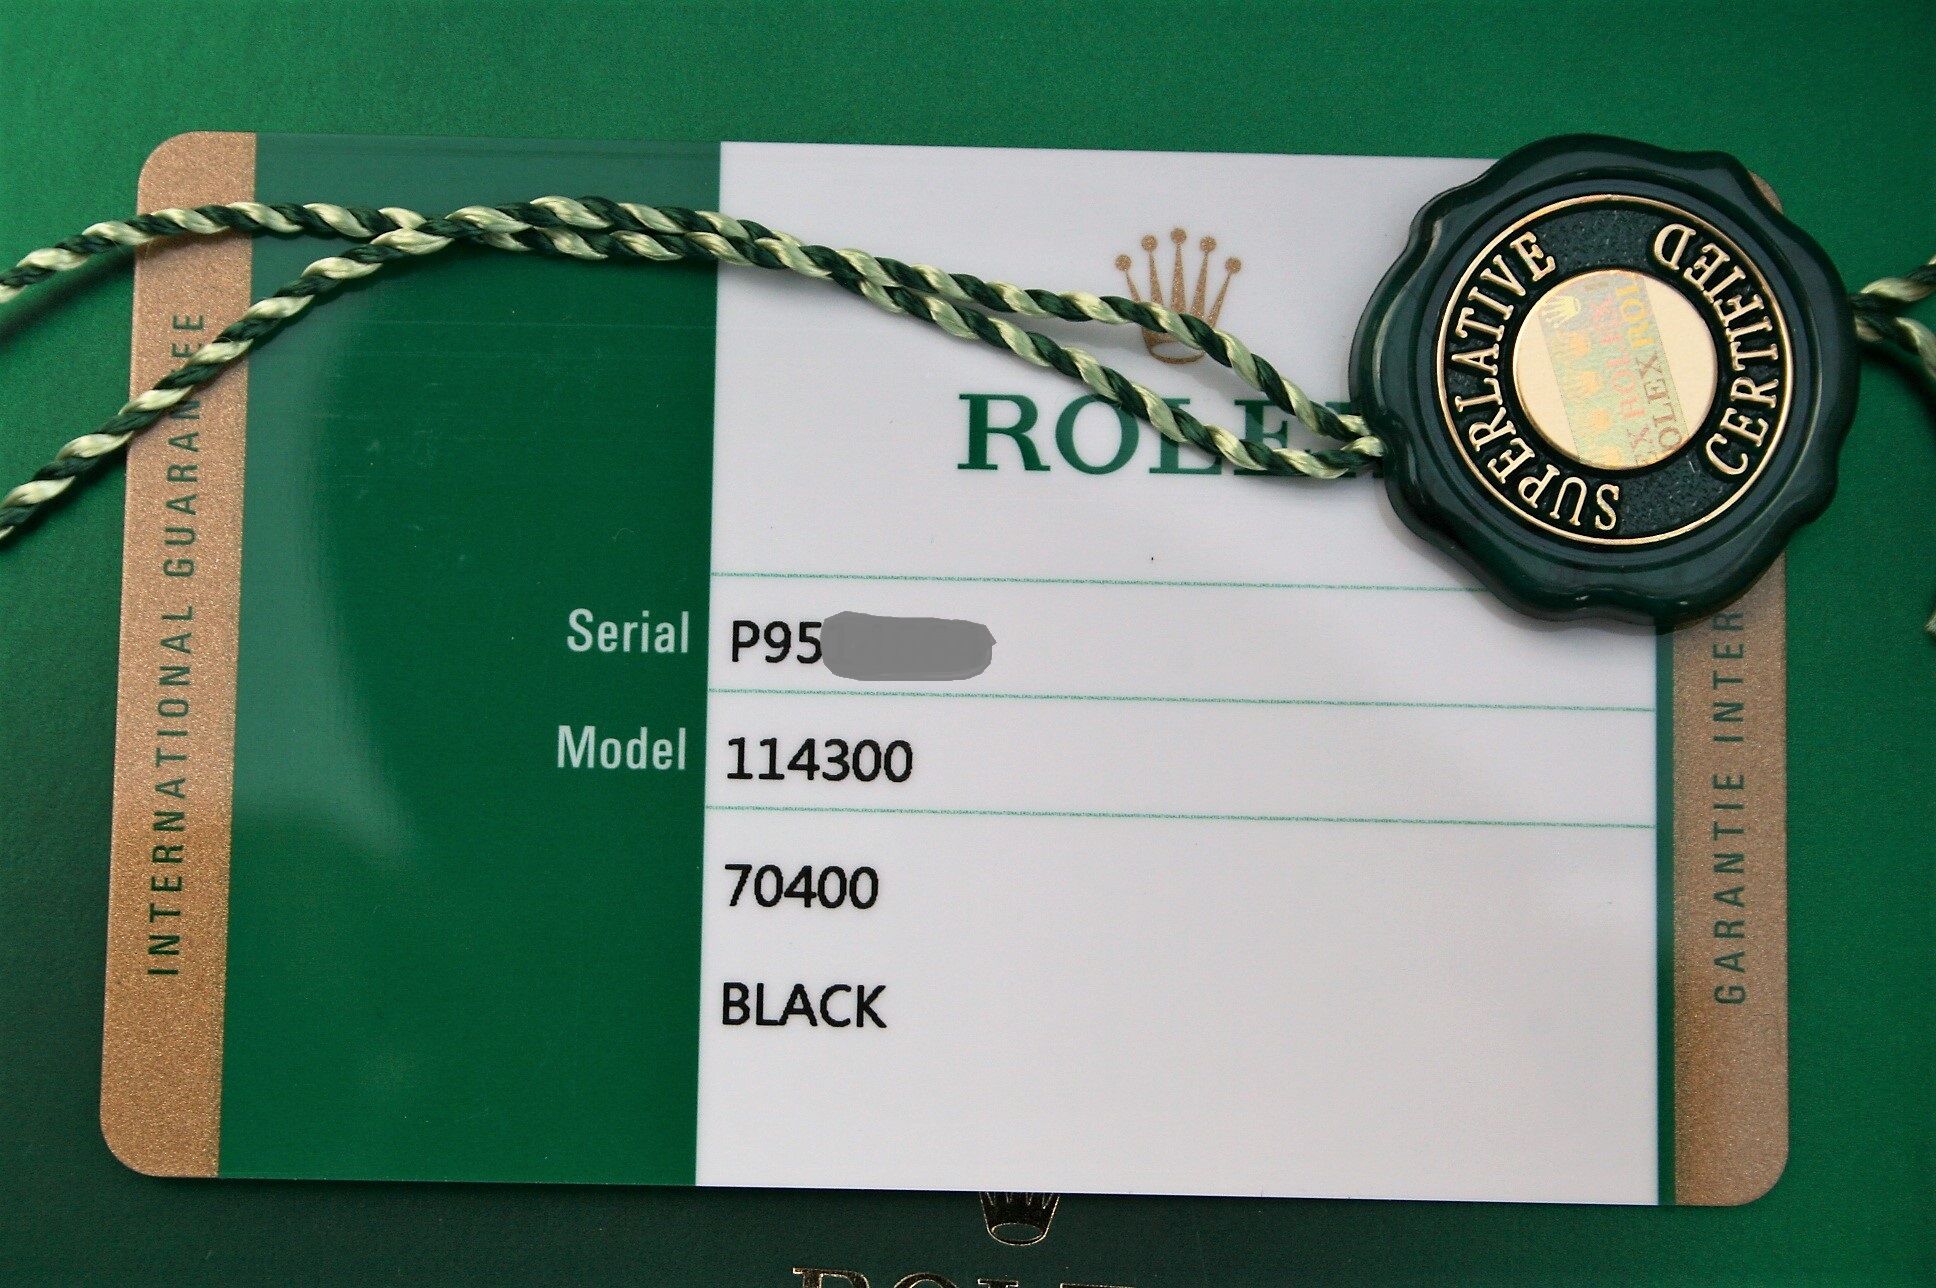 INTERNATIONAL GUARANTEE
ROLEX
SUPERLATIVE
CERTIFIED
Serial P95
Model 114300
70400
BLACK
GARANTIE INTER